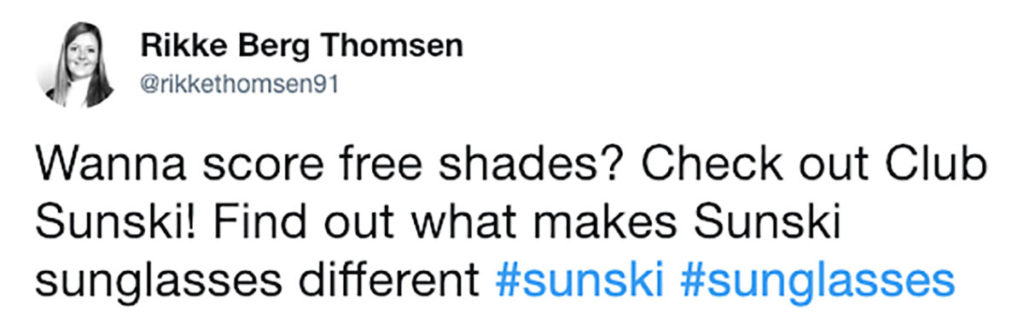 Rikke Berg Thomsen
@rikkethomsen91
Wanna score free shades? Check out Club
Sunski! Find out what makes Sunski
sunglasses different #sunski #sunglasses